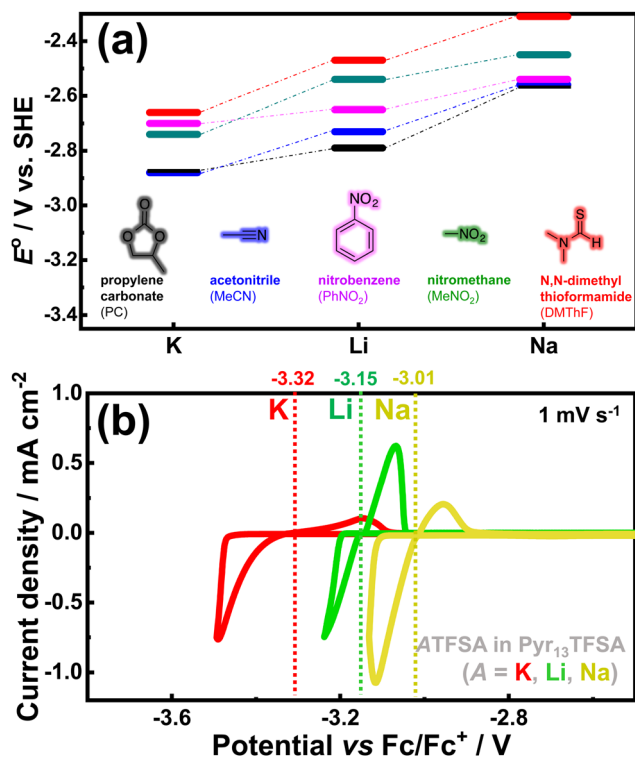 (a)
E° / V vs. SHE
-2.4
-2.6
-2.8
-3.0
-3.2
-3.4
O
O
O
N
NO₂
NO₂
S
N
H
propylene
carbonate
(PC)
acetonitrile
(MeCN)
nitrobenzene
(PhNO₂)
nitromethane
(MeNO₂)
N,N-dimethyl
thioformamide
(DMThF)
K
Li
Na
(b)
-3.32
-3.15
-3.01
K
Li
Na
1 mV s⁻¹
Current density / mA cm⁻²
1.0
0.5
0.0
-0.5
-1.0
ATFSA in Pyr₁₃TFSA
(A = K, Li, Na)
-3.6
-3.2
-2.8
Potential vs Fc/Fc⁺ / V